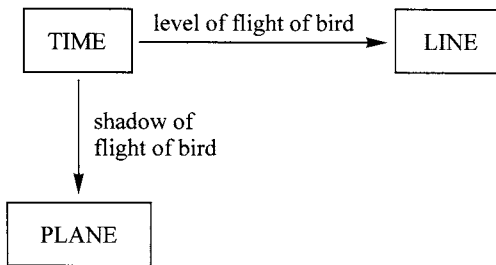 level of flight of bird
TIME
LINE
shadow of
flight of bird
PLANE